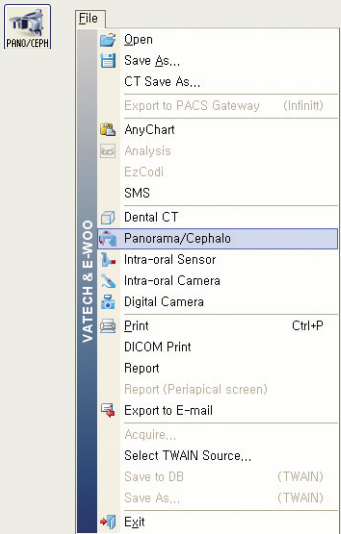 PANO/CEPH
File
Open
Save As...
CT Save As...
Export to PACS Gateway (Infinitt)
AnyChart
Analysis
EzCodi
SMS
Dental CT
Panorama/Cephalo
Intra-oral Sensor
Intra-oral Camera
Digital Camera
Print Ctrl+P
DICOM Print
Report
Report (Periapical screen)
Export to E-mail
Acquire...
Select TWAIN Source...
Save to DB (TWAIN)
Save As... (TWAIN)
Exit
VATECH & E-WOO